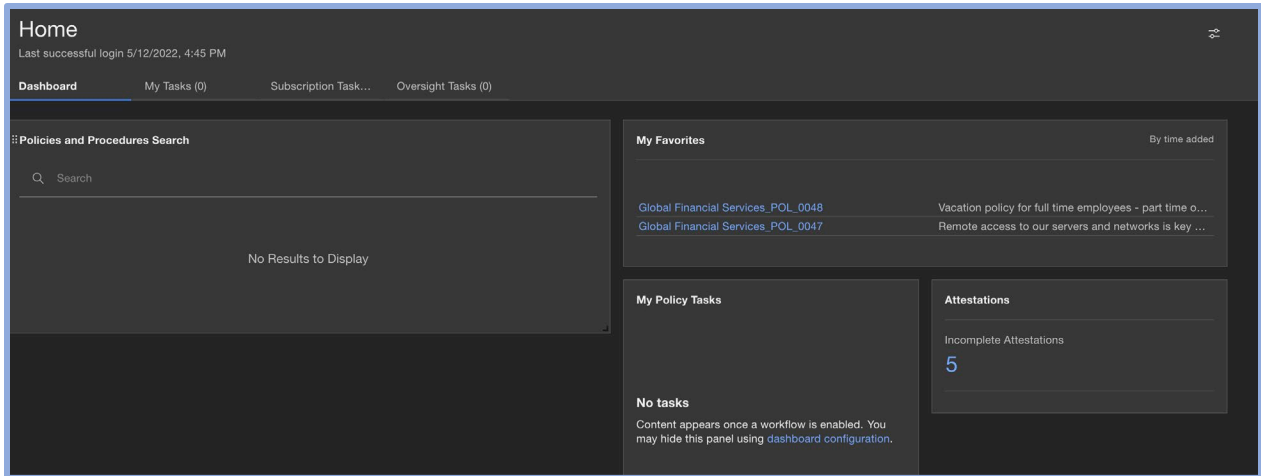 Home
Last successful login 5/12/2022, 4:45 PM
Dashboard
My Tasks (0)
Subscription Task...
Oversight Tasks (0)
Policies and Procedures Search
Search
No Results to Display
My Favorites
By time added
Global Financial Services_POL_0048
Vacation policy for full time employees - part time o...
Global Financial Services_POL_0047
Remote access to our servers and networks is key ...
My Policy Tasks
No tasks
Content appears once a workflow is enabled. You
may hide this panel using dashboard configuration.
Attestations
Incomplete Attestations
5